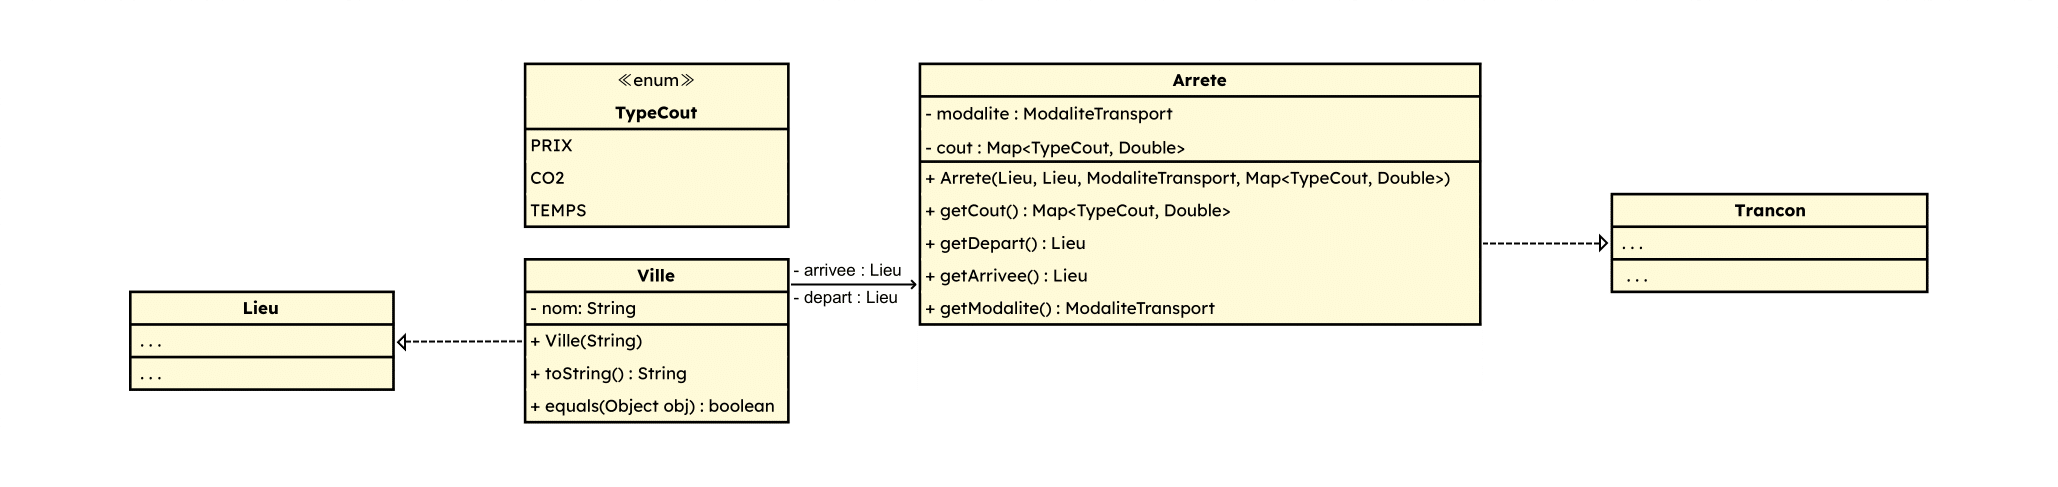 ≪enum≫
TypeCout
PRIX
CO2
TEMPS
Arrete
- modalite : ModaliteTransport
- cout : Map<TypeCout, Double>
+ Arrete(Lieu, Lieu, ModaliteTransport, Map<TypeCout, Double>)
+ getCout() : Map<TypeCout, Double>
+ getDepart() : Lieu
+ getArrivee() : Lieu
+ getModalite() : ModaliteTransport
Trancon
...
...
Ville
- nom: String
+ Ville(String)
+ toString() : String
+ equals(Object obj) : boolean
- arrivee : Lieu
- depart : Lieu
Lieu
...
...